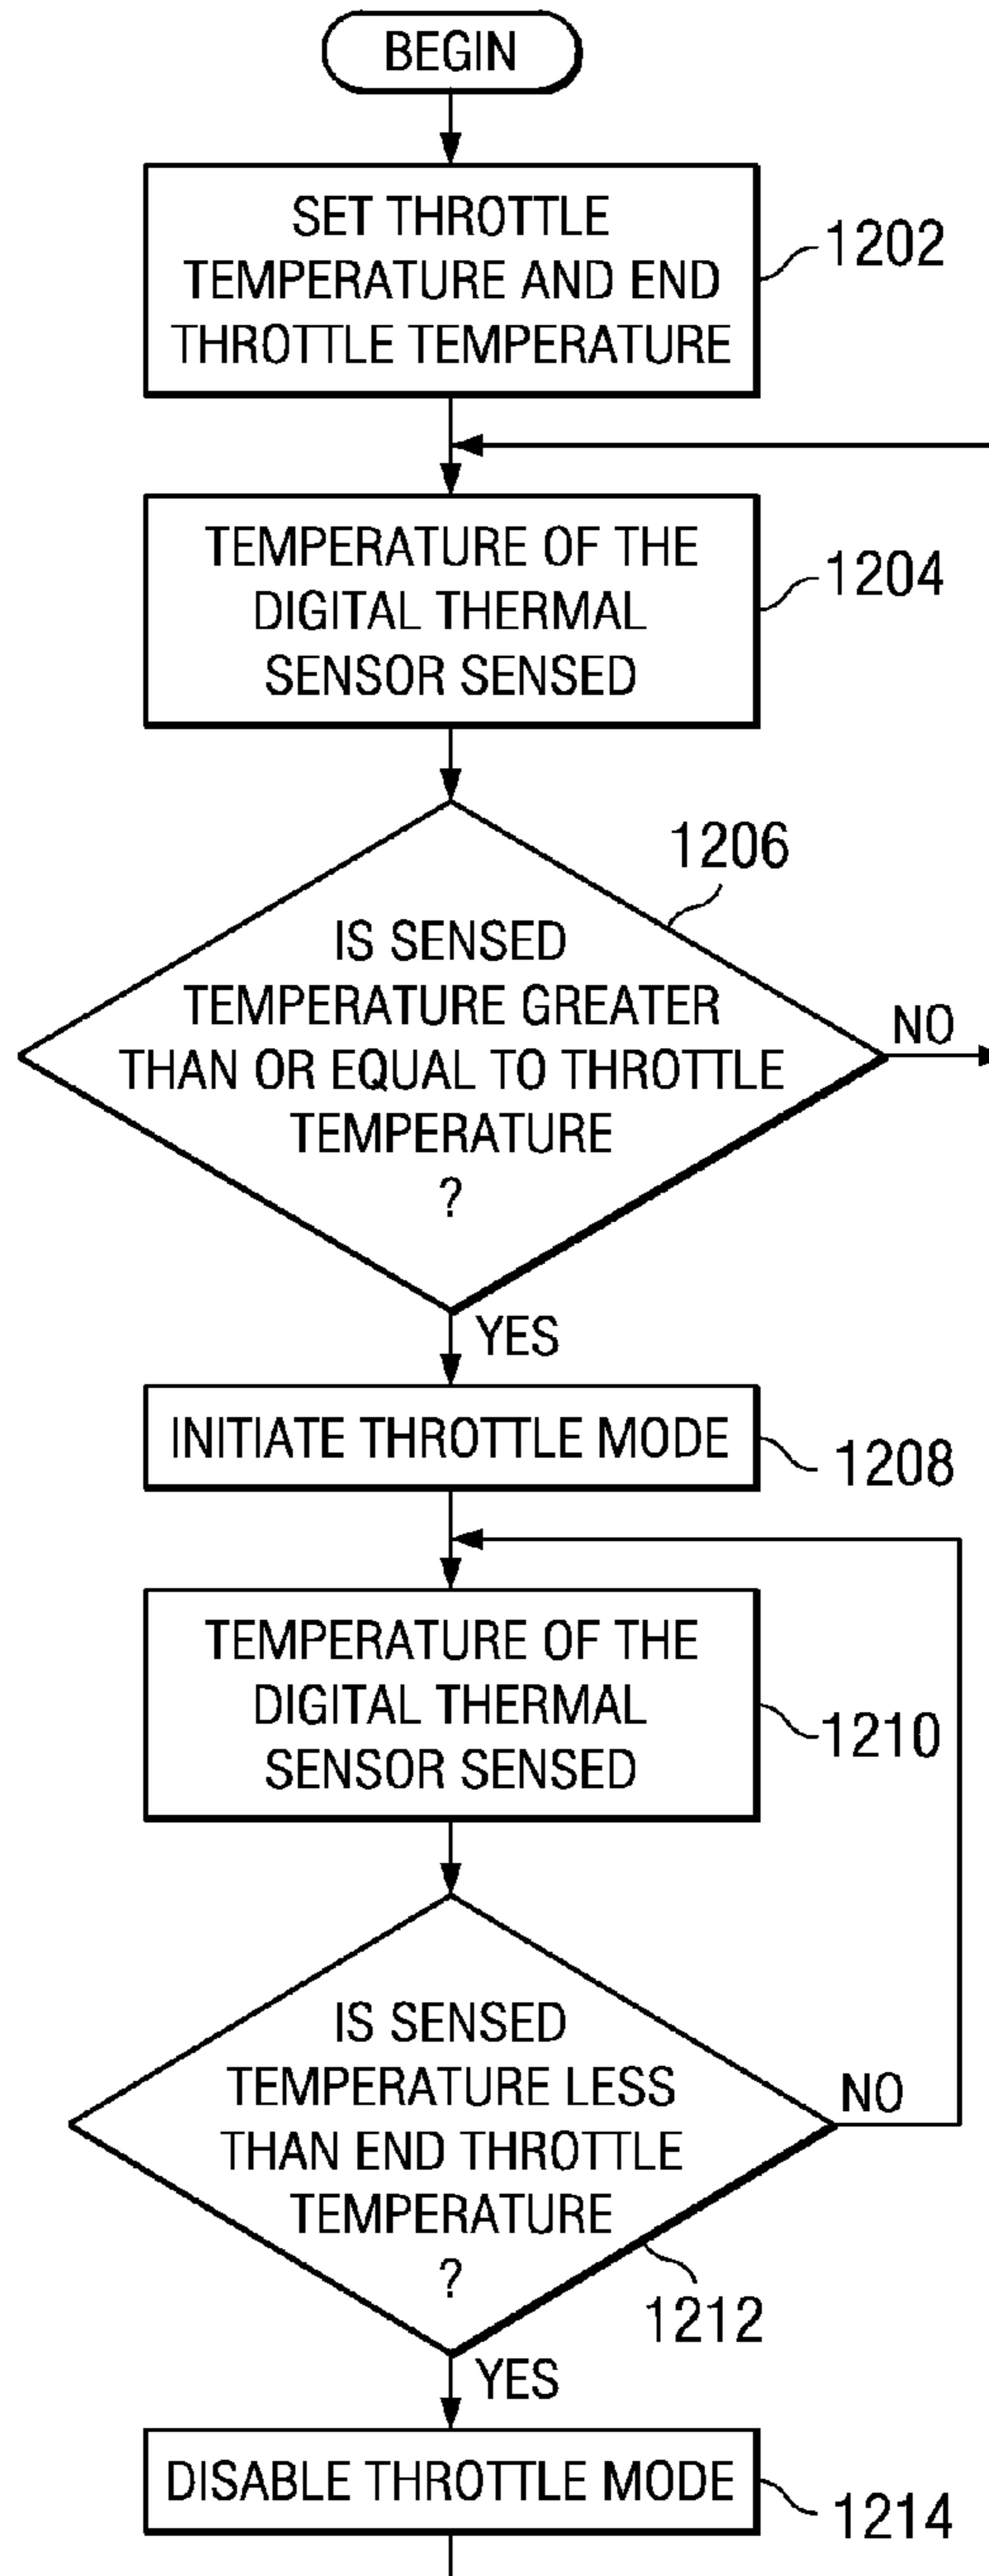 BEGIN
SET THROTTLE
TEMPERATURE AND END
THROTTLE TEMPERATURE
1202
TEMPERATURE OF THE
DIGITAL THERMAL
SENSOR SENSED
1204
1206
IS SENSED
TEMPERATURE GREATER
THAN OR EQUAL TO THROTTLE
TEMPERATURE
?
NO
YES
INITIATE THROTTLE MODE
1208
TEMPERATURE OF THE
DIGITAL THERMAL
SENSOR SENSED
1210
IS SENSED
TEMPERATURE LESS
THAN END THROTTLE
TEMPERATURE
?
NO
1212
YES
DISABLE THROTTLE MODE
1214